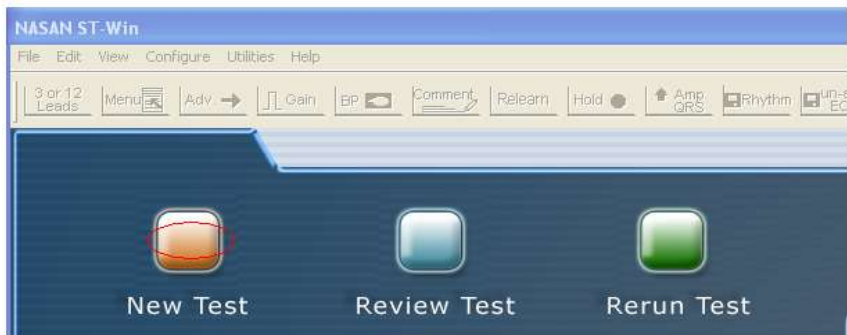 NASAN ST-Win
File Edit View Configure Utilities Help
3 or 12 Leads Menu Adv. Gain BP Comment Relearn Hold Amp QRS Rhythm
New Test Review Test Rerun Test